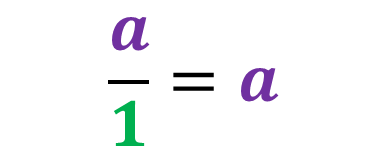 a/1 = a